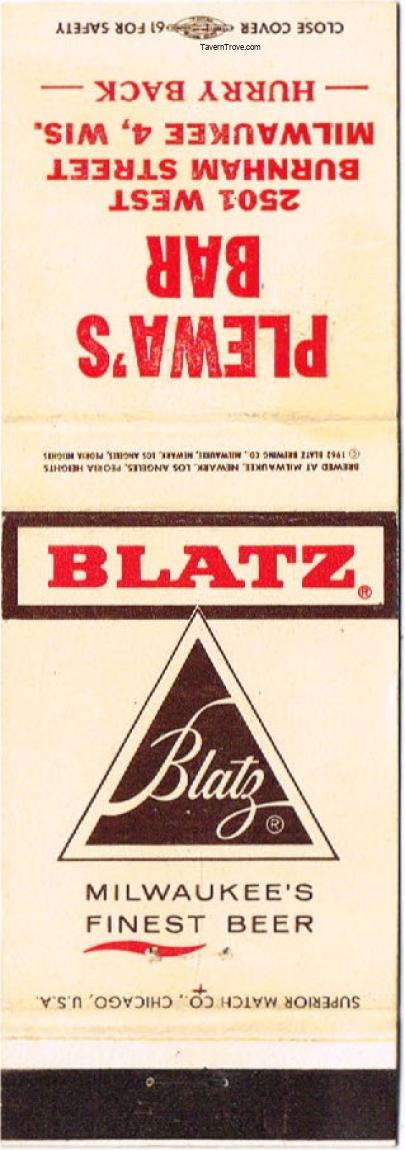 PLEWA'S
BAR
2501 WEST
BURNHAM STREET
MILWAUKEE 4, WIS.
— HURRY BACK —
CLOSE COVER 61 FOR SAFETY
TavernTrove.com
BREWED AT MILWAUKEE, NEWARK, LOS ANGELES, PEORIA HEIGHTS
© 1962 BLATZ BREWING CO., MILWAUKEE, NEWARK, LOS ANGELES, PEORIA HEIGHTS
BLATZ®
Blatz®
MILWAUKEE'S
FINEST BEER
SUPERIOR MATCH CO., CHICAGO, U.S.A.